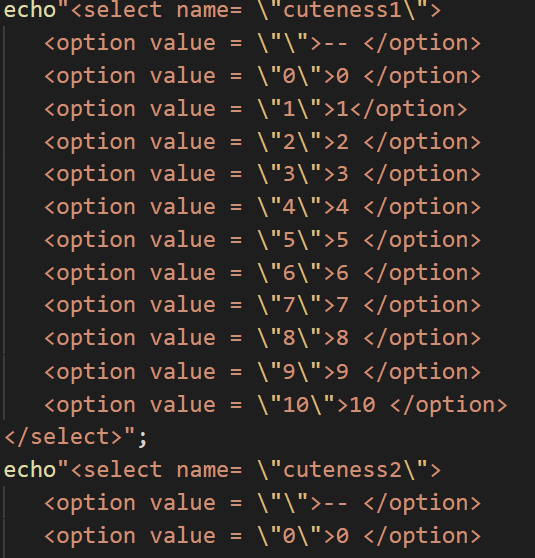 echo"<select name= \"cuteness1\">
<option value = \"\">-- </option>
<option value = \"0\">0 </option>
<option value = \"1\">1</option>
<option value = \"2\">2 </option>
<option value = \"3\">3 </option>
<option value = \"4\">4 </option>
<option value = \"5\">5 </option>
<option value = \"6\">6 </option>
<option value = \"7\">7 </option>
<option value = \"8\">8 </option>
<option value = \"9\">9 </option>
<option value = \"10\">10 </option>
</select>";
echo"<select name= \"cuteness2\">
<option value = \"\">-- </option>
<option value = \"0\">0 </option>